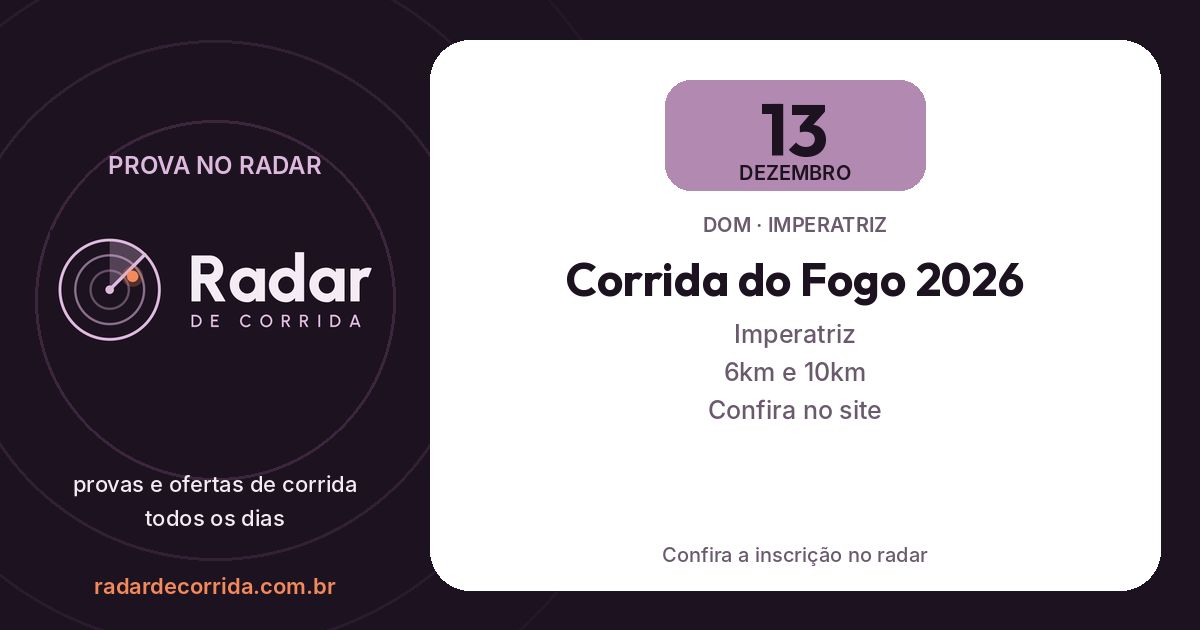 PROVA NO RADAR
Radar
DE CORRIDA
provas e ofertas de corrida
todos os dias
radardecorrida.com.br
13
DEZEMBRO
DOM · IMPERATRIZ
Corrida do Fogo 2026
Imperatriz
6km e 10km
Confira no site
Confira a inscrição no radar